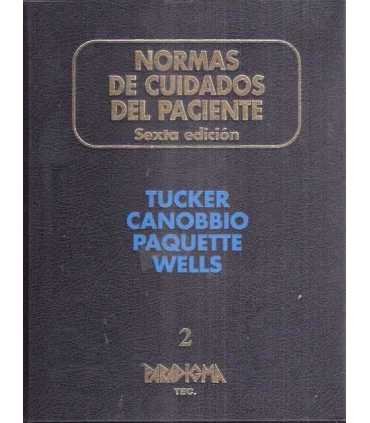 NORMAS
DE CUIDADOS
DEL PACIENTE
Sexta edición
TUCKER
CANOBBIO
PAQUETTE
WELLS
2
PARADIGMA
TEC.